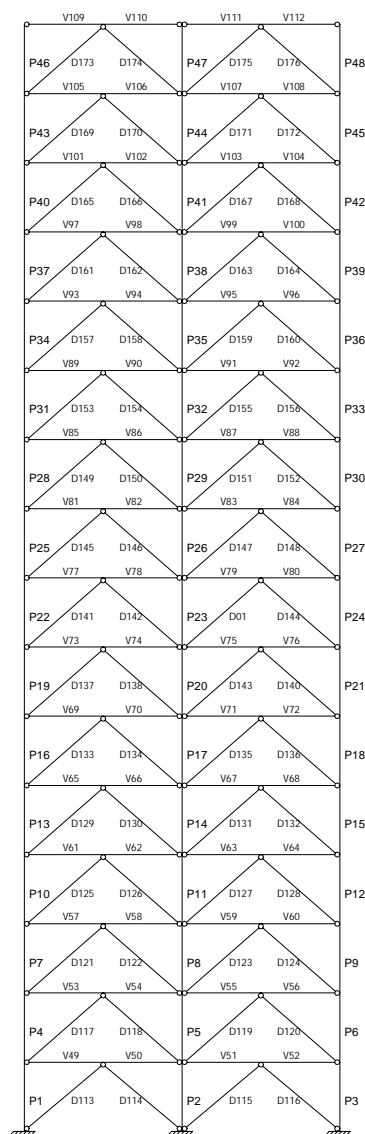 V109 V110 V111 V112
P46 D173 D174 P47 D175 D176 P48
V105 V106 V107 V108
P43 D169 D170 P44 D171 D172 P45
V101 V102 V103 V104
P40 D165 D166 P41 D167 D168 P42
V97 V98 V99 V100
P37 D161 D162 P38 D163 D164 P39
V93 V94 V95 V96
P34 D157 D158 P35 D159 D160 P36
V89 V90 V91 V92
P31 D153 D154 P32 D155 D156 P33
V85 V86 V87 V88
P28 D149 D150 P29 D151 D152 P30
V81 V82 V83 V84
P25 D145 D146 P26 D147 D148 P27
V77 V78 V79 V80
P22 D141 D142 P23 D01 D144 P24
V73 V74 V75 V76
P19 D137 D138 P20 D143 D140 P21
V69 V70 V71 V72
P16 D133 D134 P17 D135 D136 P18
V65 V66 V67 V68
P13 D129 D130 P14 D131 D132 P15
V61 V62 V63 V64
P10 D125 D126 P11 D127 D128 P12
V57 V58 V59 V60
P7 D121 D122 P8 D123 D124 P9
V53 V54 V55 V56
P4 D117 D118 P5 D119 D120 P6
V49 V50 V51 V52
P1 D113 D114 P2 D115 D116 P3